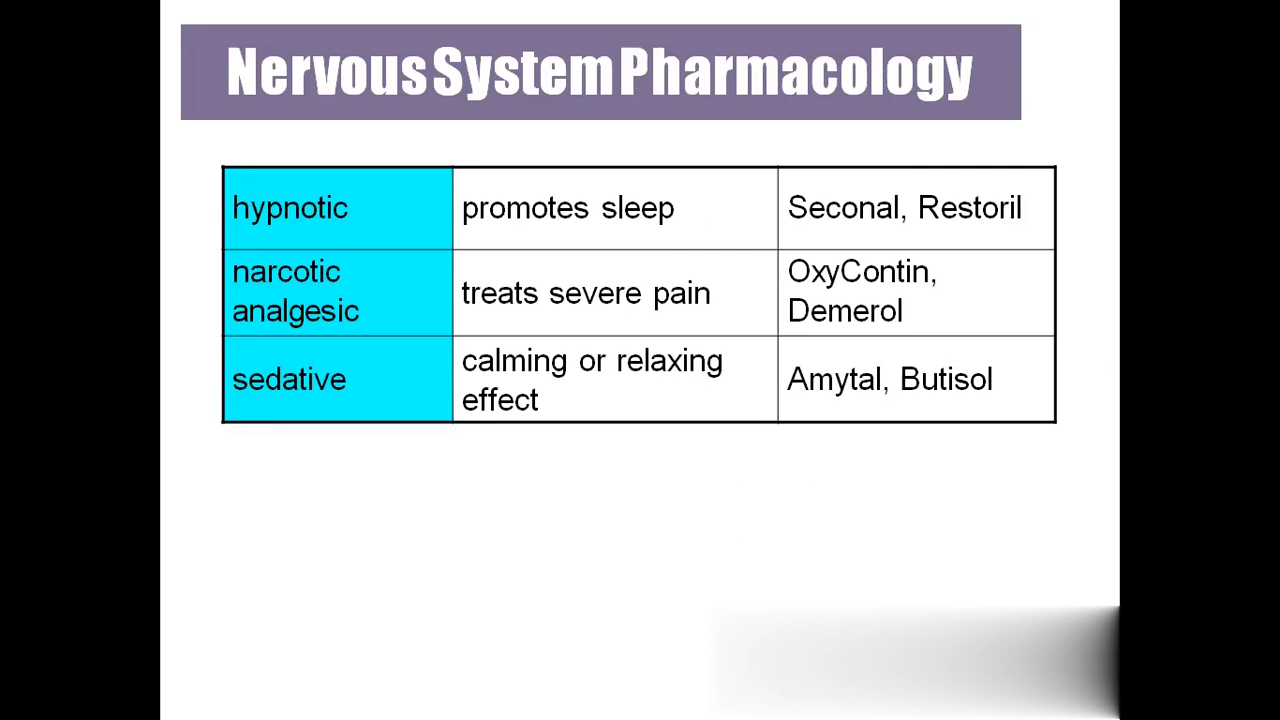 Nervous System Pharmacology
hypnotic
promotes sleep
Seconal, Restoril
narcotic
analgesic
treats severe pain
OxyContin,
Demerol
sedative
calming or relaxing
effect
Amytal, Butisol